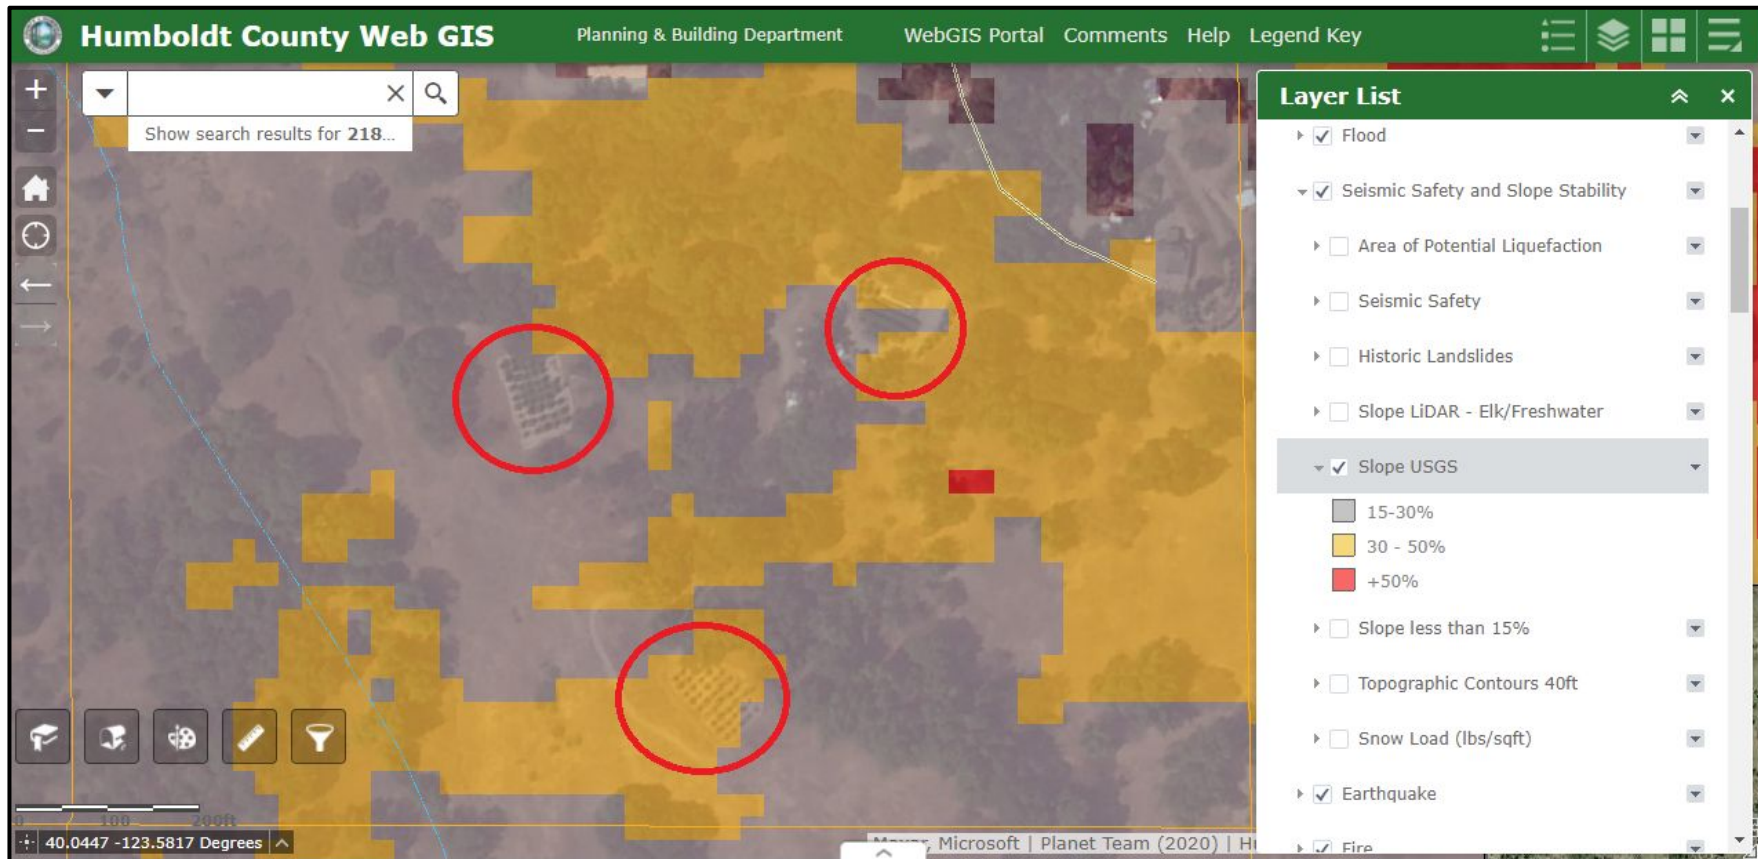 Humboldt County Web GIS
Planning & Building Department
WebGIS Portal Comments Help Legend Key
Show search results for 218...
Layer List
Flood
Seismic Safety and Slope Stability
Area of Potential Liquefaction
Seismic Safety
Historic Landslides
Slope LiDAR - Elk/Freshwater
Slope USGS
15-30%
30 - 50%
+50%
Slope less than 15%
Topographic Contours 40ft
Snow Load (lbs/sqft)
Earthquake
Fire
0 100 200ft
40.0447 -123.5817 Degrees
Microsoft | Planet Team (2020) |